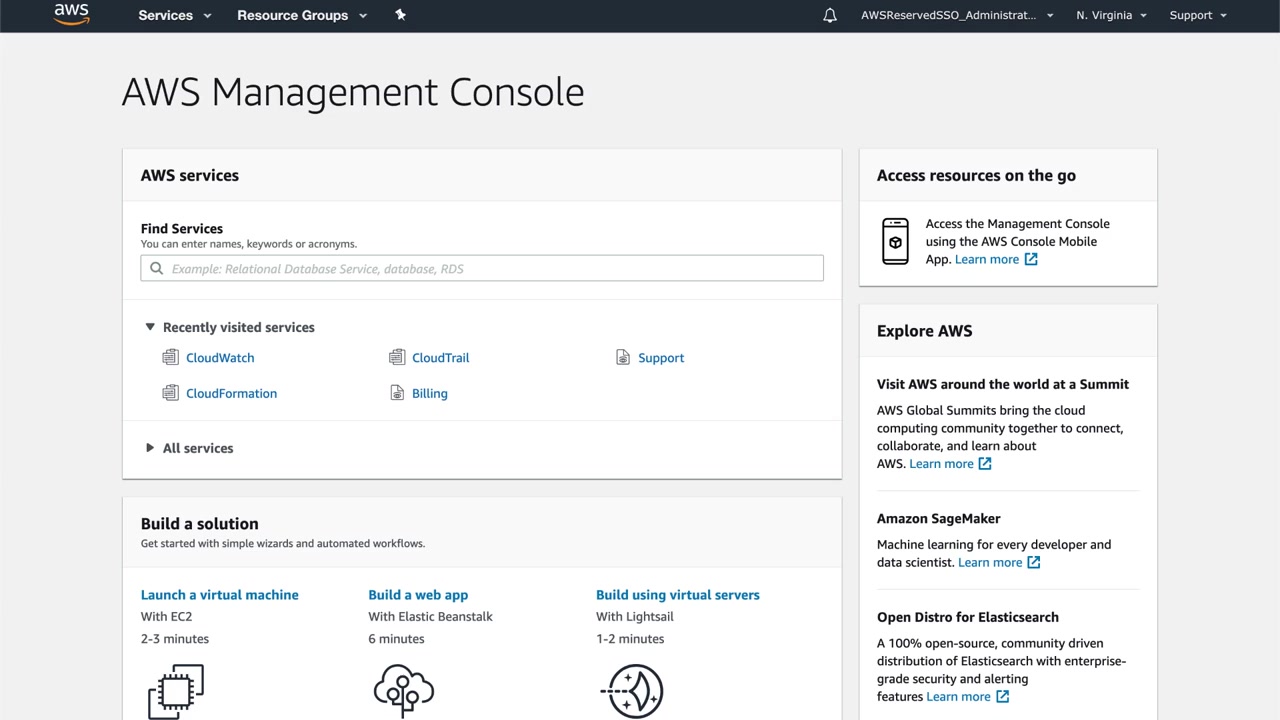 aws
Services
Resource Groups
AWSReservedSSO_Administrat...
N. Virginia
Support
AWS Management Console
AWS services
Find Services
You can enter names, keywords or acronyms.
Example: Relational Database Service, database, RDS
Recently visited services
CloudWatch
CloudTrail
Support
CloudFormation
Billing
All services
Build a solution
Get started with simple wizards and automated workflows.
Launch a virtual machine
With EC2
2-3 minutes
Build a web app
With Elastic Beanstalk
6 minutes
Build using virtual servers
With Lightsail
1-2 minutes
Access resources on the go
Access the Management Console
using the AWS Console Mobile
App. Learn more
Explore AWS
Visit AWS around the world at a Summit
AWS Global Summits bring the cloud
computing community together to connect,
collaborate, and learn about
AWS. Learn more
Amazon SageMaker
Machine learning for every developer and
data scientist. Learn more
Open Distro for Elasticsearch
A 100% open-source, community driven
distribution of Elasticsearch with enterprise-
grade security and alerting
features Learn more